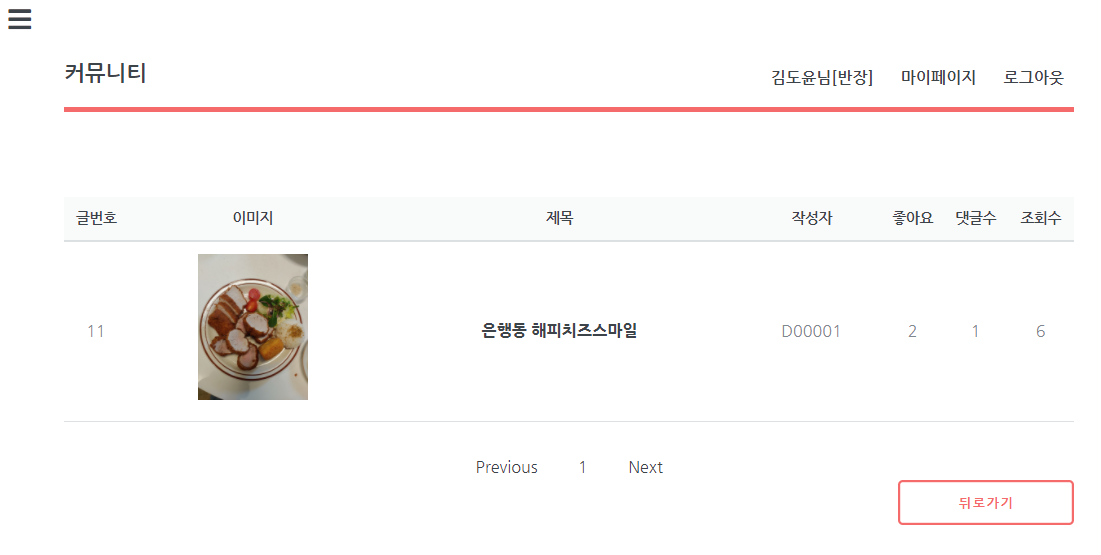 커뮤니티
김도윤님[반장] 마이페이지 로그아웃
글번호 이미지 제목 작성자 좋아요 댓글수 조회수
11 은행동 해피치즈스마일 D00001 2 1 6
Previous 1 Next
뒤로가기